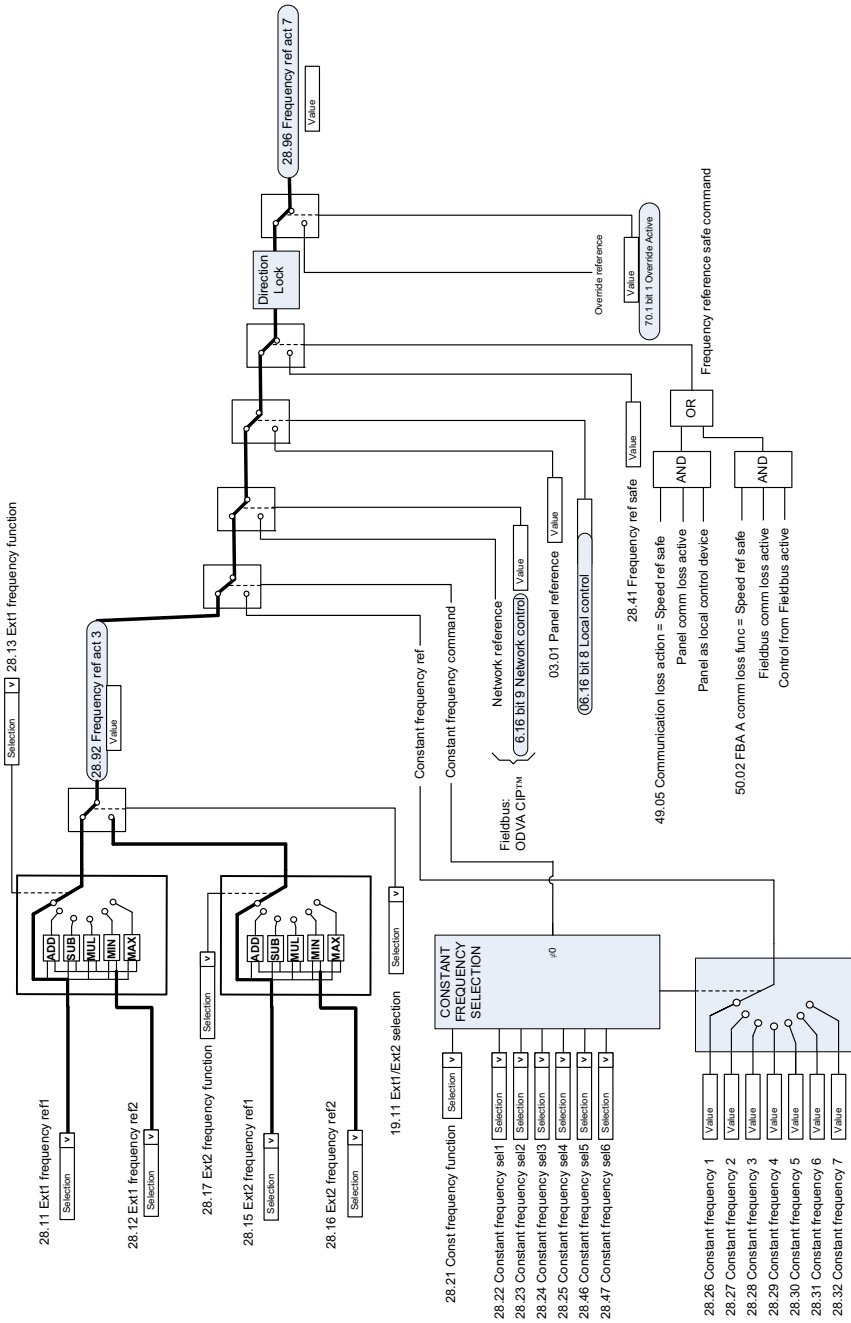 28.11 Ext1 frequency ref1
Selection
v
28.12 Ext1 frequency ref2
Selection
v
ADD
SUB
MUL
MIN
MAX
Selection
v
28.13 Ext1 frequency function
28.17 Ext2 frequency function
Selection
v
28.15 Ext2 frequency ref1
Selection
v
28.16 Ext2 frequency ref2
Selection
v
ADD
SUB
MUL
MIN
MAX
19.11 Ext1/Ext2 selection
Selection
v
28.92 Frequency ref act 3
Value
28.21 Const frequency function
Selection
v
28.22 Constant frequency sel1
Selection
v
28.23 Constant frequency sel2
Selection
v
28.24 Constant frequency sel3
Selection
v
28.25 Constant frequency sel4
Selection
v
28.46 Constant frequency sel5
Selection
v
28.47 Constant frequency sel6
Selection
v
CONSTANT
FREQUENCY
SELECTION
≠0
28.26 Constant frequency 1
Value
28.27 Constant frequency 2
Value
28.28 Constant frequency 3
Value
28.29 Constant frequency 4
Value
28.30 Constant frequency 5
Value
28.31 Constant frequency 6
Value
28.32 Constant frequency 7
Value
Constant frequency ref
Constant frequency command
Network reference
Fieldbus:
ODVA CIP™
6.16 bit 9 Network control
Value
03.01 Panel reference
Value
06.16 bit 8 Local control
28.41 Frequency ref safe
Value
49.05 Communication loss action = Speed ref safe
Panel comm loss active
Panel as local control device
AND
50.02 FBA A comm loss func = Speed ref safe
Fieldbus comm loss active
Control from Fieldbus active
AND
OR
Frequency reference safe command
Direction
Lock
Override reference
Value
70.1 bit 1 Override Active
28.96 Frequency ref act 7
Value